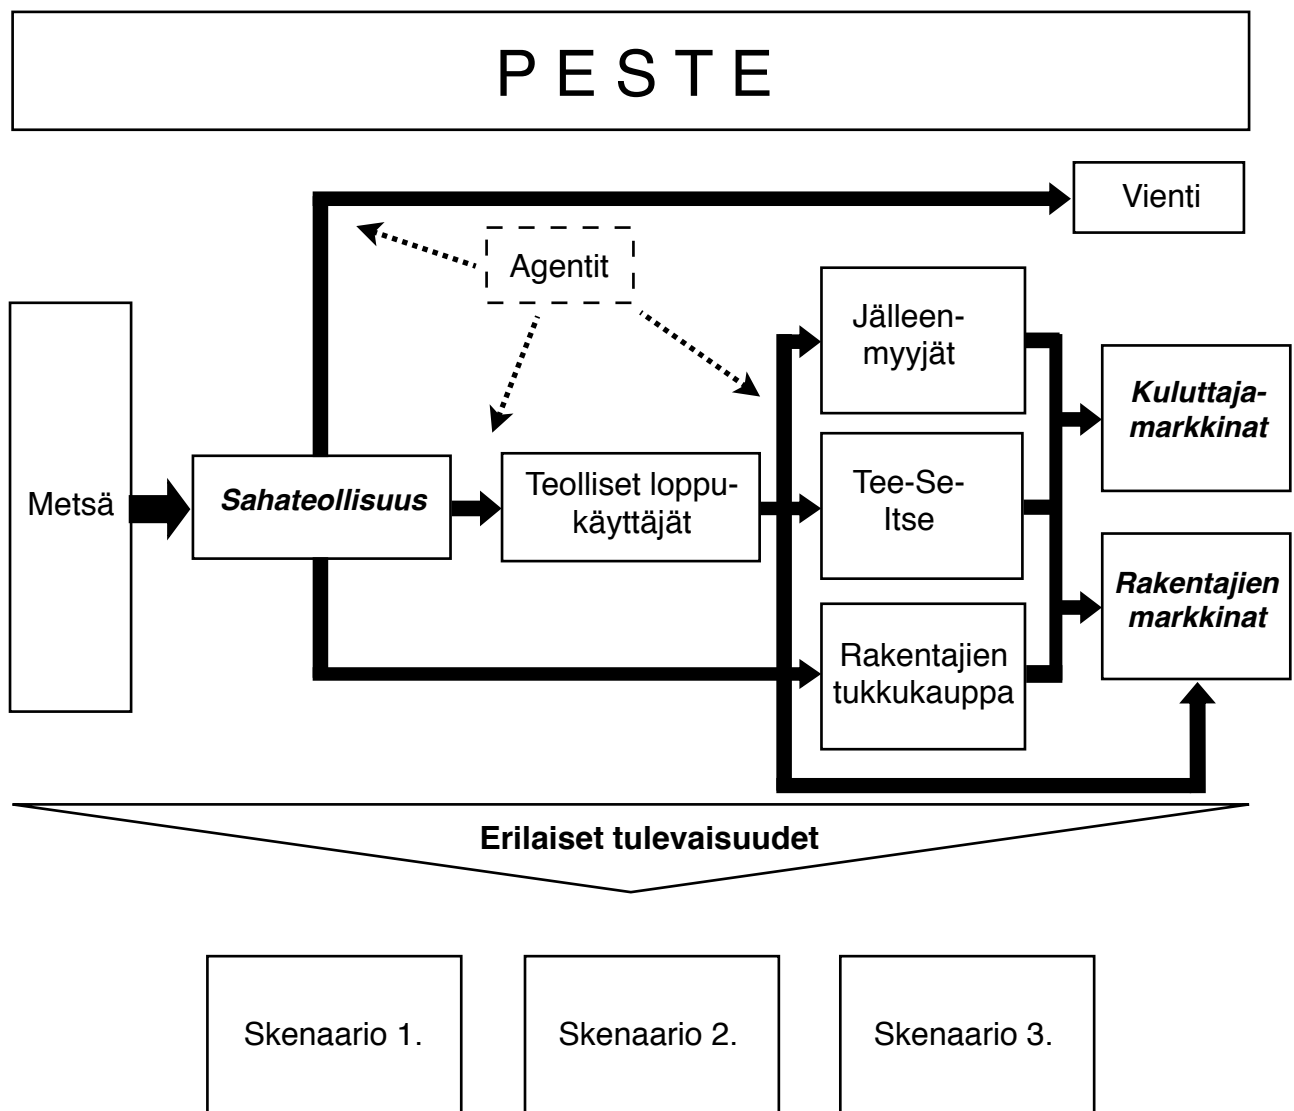 P E S T E
Vienti
Agentit
Jälleen-
myyjät
Kuluttaja-
markkinat
Metsä
Sahateollisuus
Teolliset loppu-
käyttäjät
Tee-Se-
Itse
Rakentajien
markkinat
Rakentajien
tukkukauppa
Erilaiset tulevaisuudet
Skenaario 1.
Skenaario 2.
Skenaario 3.